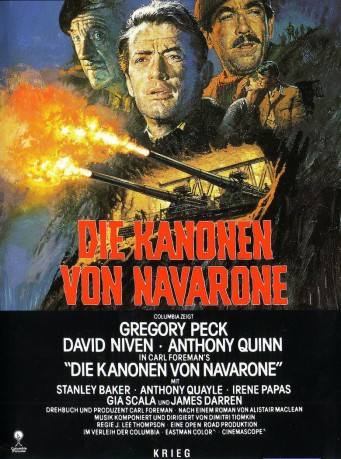 DIE KANONEN
VON NAVARONE
COLUMBIA ZEIGT
GREGORY PECK
DAVID NIVEN · ANTHONY QUINN
IN CARL FOREMAN'S
"DIE KANONEN VON NAVARONE"
MIT
STANLEY BAKER · ANTHONY QUAYLE · IRENE PAPAS
GIA SCALA UND JAMES DARREN
DREHBUCH UND PRODUZENT CARL FOREMAN · NACH EINEM ROMAN VON ALISTAIR MACLEAN
MUSIK KOMPONIERT UND DIRIGIERT VON DIMITRI TIOMKIN
REGIE J. LEE THOMPSON · EINE OPEN ROAD PRODUKTION
IM VERLEIH DER COLUMBIA · EASTMAN COLOR · CINEMASCOPE
KRIEG